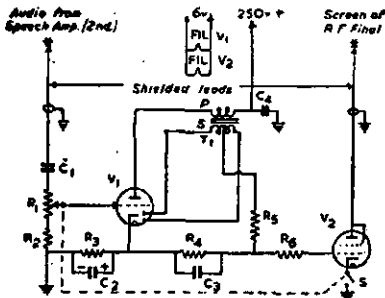 Audio from
Speech Amp. (2nd)
6v
250v +
Screen of
R F Final
FIL
V1
FIL
V2
Shielded leads
P
S
T1
C4
C1
V1
R1
R2
R3
C2
R4
C3
R5
R6
V2
S